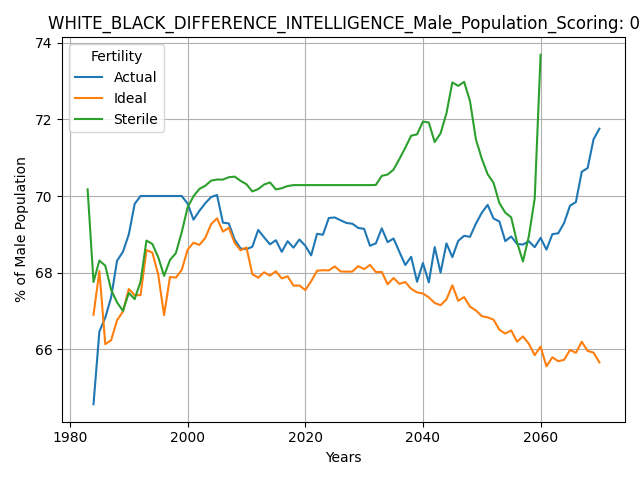 WHITE_BLACK_DIFFERENCE_INTELLIGENCE_Male_Population_Scoring: 0
74
72
70
68
66
% of Male Population
Fertility
Actual
Ideal
Sterile
1980
2000
2020
2040
2060
Years